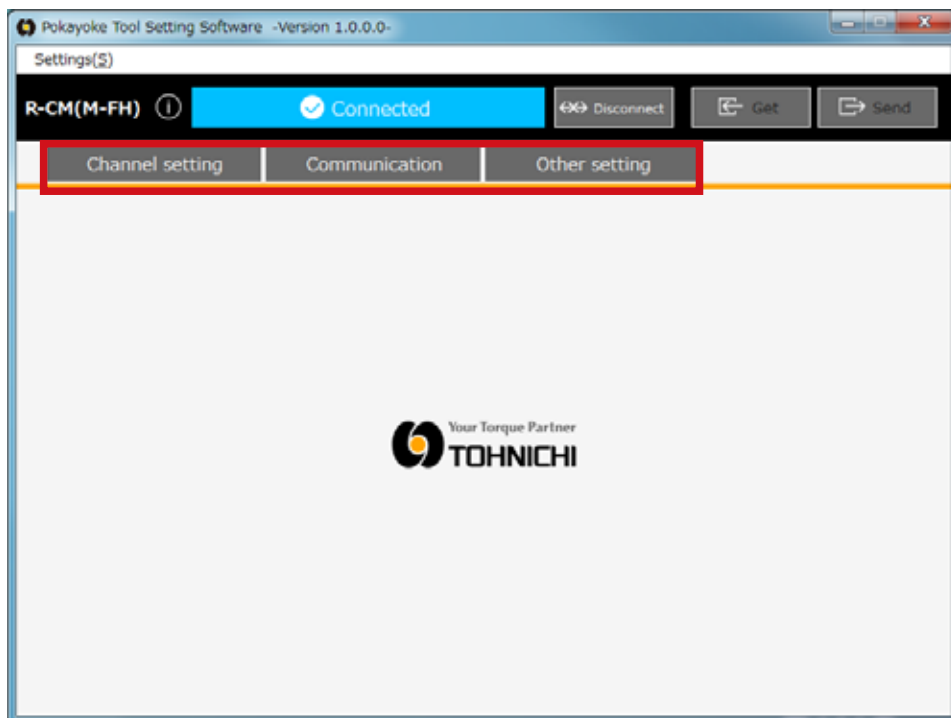 Pokayoke Tool Setting Software -Version 1.0.0.0-
Settings(S)
R-CM(M-FH) i Connected Disconnect Get Send
Channel setting Communication Other setting
Your Torque Partner
TOHNICHI